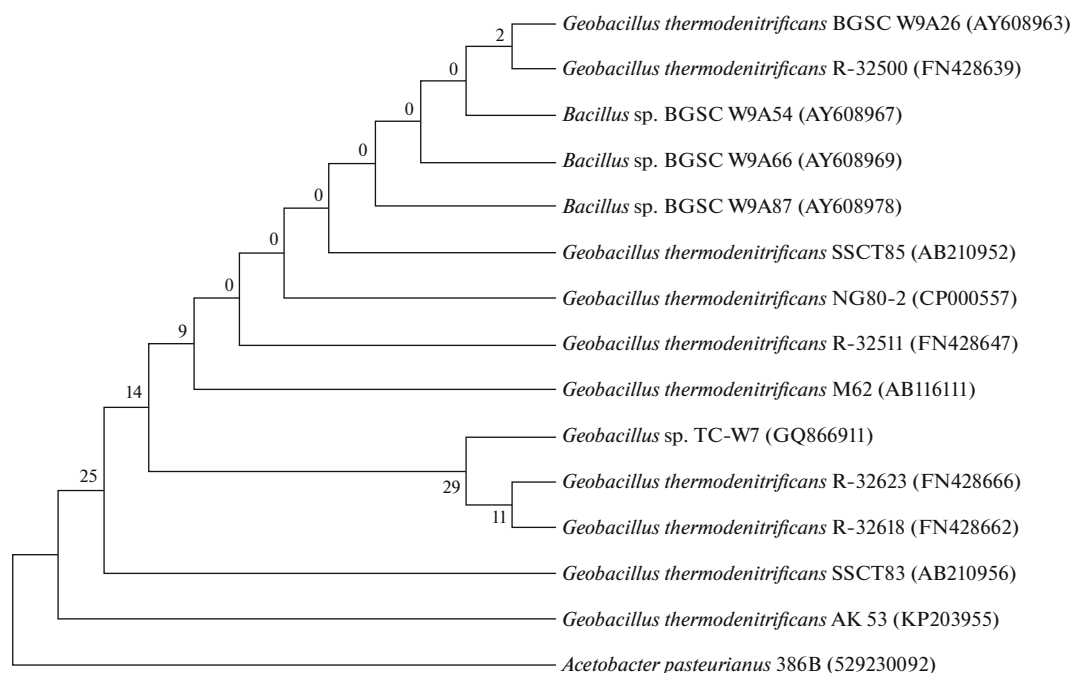 Geobacillus thermodenitrificans BGSC W9A26 (AY608963)
2
Geobacillus thermodenitrificans R-32500 (FN428639)
0
Bacillus sp. BGSC W9A54 (AY608967)
0
Bacillus sp. BGSC W9A66 (AY608969)
0
Bacillus sp. BGSC W9A87 (AY608978)
0
Geobacillus thermodenitrificans SSCT85 (AB210952)
0
Geobacillus thermodenitrificans NG80-2 (CP000557)
0
Geobacillus thermodenitrificans R-32511 (FN428647)
9
Geobacillus thermodenitrificans M62 (AB116111)
14
Geobacillus sp. TC-W7 (GQ866911)
25
29
Geobacillus thermodenitrificans R-32623 (FN428666)
11
Geobacillus thermodenitrificans R-32618 (FN428662)
Geobacillus thermodenitrificans SSCT83 (AB210956)
Geobacillus thermodenitrificans AK 53 (KP203955)
Acetobacter pasteurianus 386B (529230092)